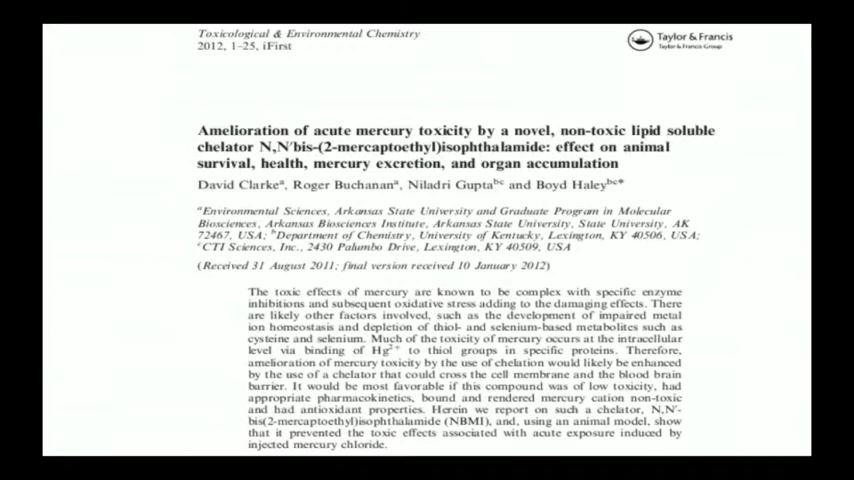 Toxicological & Environmental Chemistry
2012, 1–25, iFirst
Taylor & Francis
Taylor & Francis Group
Amelioration of acute mercury toxicity by a novel, non-toxic lipid soluble
chelator N,N′bis-(2-mercaptoethyl)isophthalamide: effect on animal
survival, health, mercury excretion, and organ accumulation
David Clarkeᵃ, Roger Buchananᵃ, Niladri Guptaᵇᶜ and Boyd Haleyᵇᶜ*
ᵃEnvironmental Sciences, Arkansas State University and Graduate Program in Molecular
Biosciences, Arkansas Biosciences Institute, Arkansas State University, State University, AK
72467, USA; ᵇDepartment of Chemistry, University of Kentucky, Lexington, KY 40506, USA;
ᶜCTI Sciences, Inc., 2430 Palumbo Drive, Lexington, KY 40509, USA
(Received 31 August 2011; final version received 10 January 2012)
The toxic effects of mercury are known to be complex with specific enzyme
inhibitions and subsequent oxidative stress adding to the damaging effects. There
are likely other factors involved, such as the development of impaired metal
ion homeostasis and depletion of thiol- and selenium-based metabolites such as
cysteine and selenium. Much of the toxicity of mercury occurs at the intracellular
level via binding of Hg²⁺ to thiol groups in specific proteins. Therefore,
amelioration of mercury toxicity by the use of chelation would likely be enhanced
by the use of a chelator that could cross the cell membrane and the blood brain
barrier. It would be most favorable if this compound was of low toxicity, had
appropriate pharmacokinetics, bound and rendered mercury cation non-toxic
and had antioxidant properties. Herein we report on such a chelator, N,N′-
bis(2-mercaptoethyl)isophthalamide (NBMI), and, using an animal model, show
that it prevented the toxic effects associated with acute exposure induced by
injected mercury chloride.